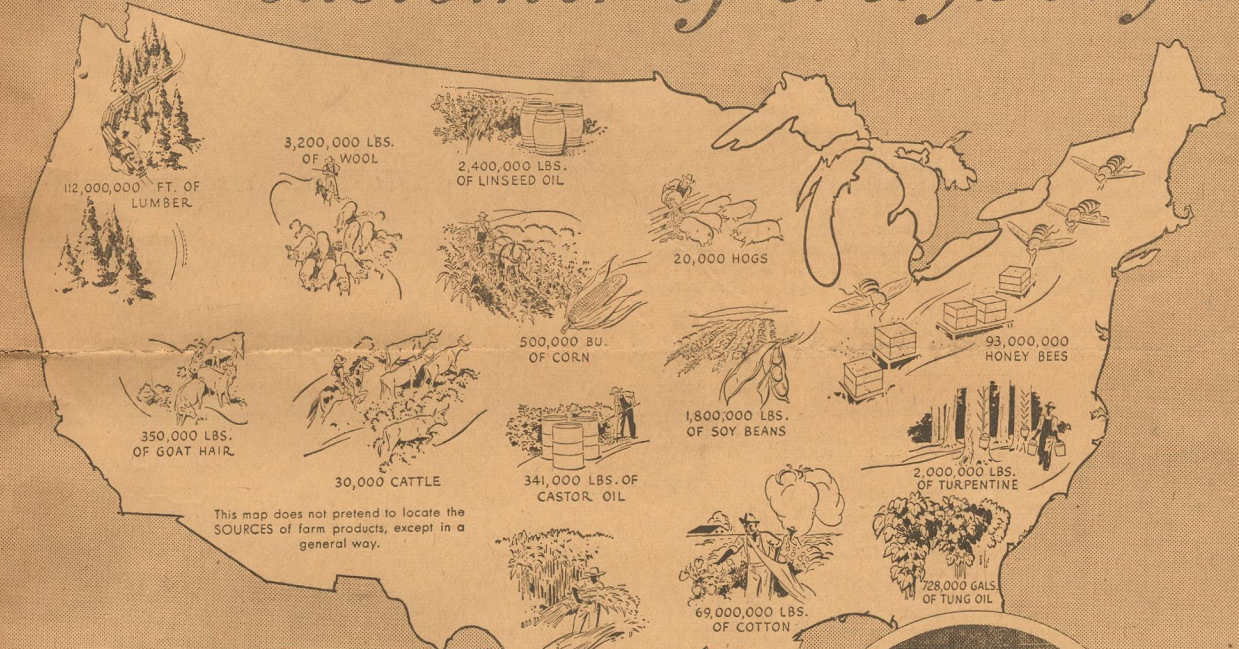 3,200,000 LBS.
OF WOOL
2,400,000 LBS.
OF LINSEED OIL
112,000,000 FT. OF
LUMBER
20,000 HOGS
500,000 BU.
OF CORN
93,000,000
HONEY BEES
350,000 LBS.
OF GOAT HAIR
30,000 CATTLE
341,000 LBS. OF
CASTOR OIL
1,800,000 LBS.
OF SOY BEANS
2,000,000 LBS.
OF TURPENTINE
This map does not pretend to locate the
SOURCES of farm products, except in a
general way.
69,000,000 LBS.
OF COTTON
728,000 GALS.
OF TUNG OIL